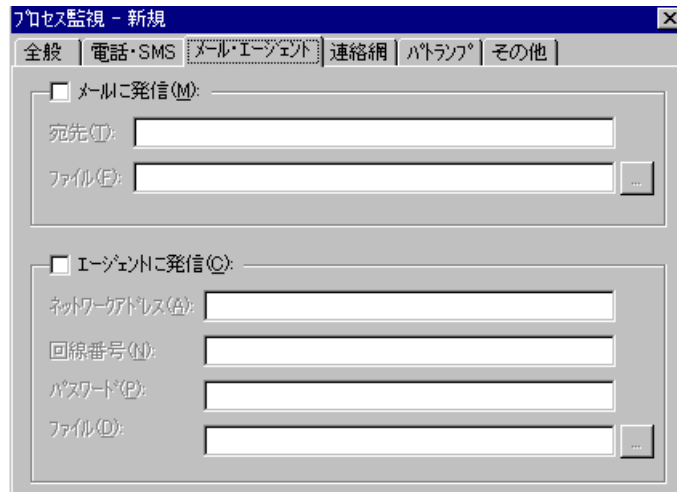 ﾌﾟﾛｾｽ監視 - 新規
全般 電話・SMS ﾒｰﾙ・ｴｰｼﾞｪﾝﾄ 連絡網 ﾊﾟﾄﾗﾝﾌﾟ その他
ﾒｰﾙに発信(M):
宛先(T):
ﾌｧｲﾙ(F):
...
ｴｰｼﾞｪﾝﾄに発信(C):
ﾈｯﾄﾜｰｸｱﾄﾞﾚｽ(A):
回線番号(N):
ﾊﾟｽﾜｰﾄﾞ(P):
ﾌｧｲﾙ(D):
...